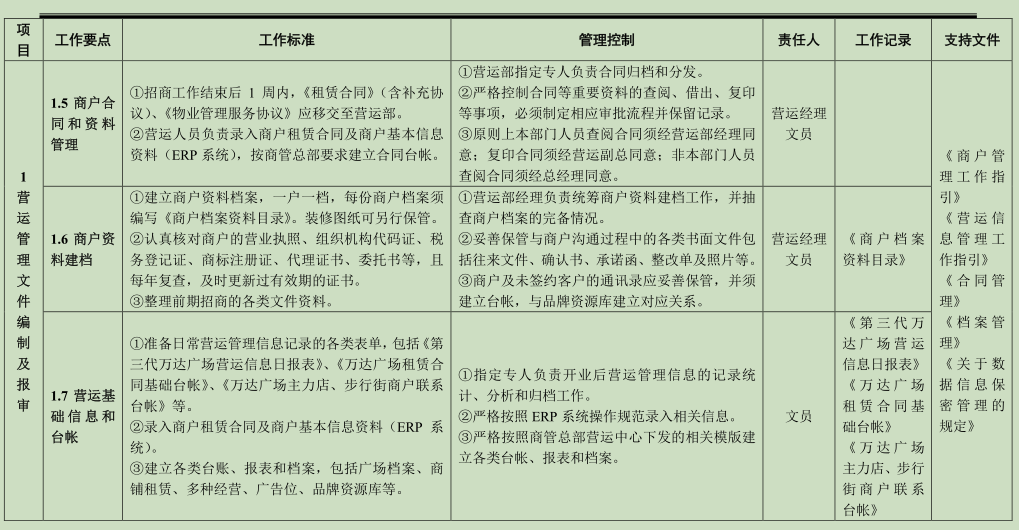 项
目
工作要点
工作标准
管理控制
责任人
工作记录
支持文件
1
营
运
管
理
文
件
编
制
及
报
审
1.5 商户合
同和资料
管理
①招商工作结束后 1 周内，《租赁合同》（含补充协
议）、《物业管理服务协议》应移交至营运部。
②营运人员负责录入商户租赁合同及商户基本信息
资料（ERP 系统），按商管总部要求建立合同台帐。
①营运部指定专人负责合同归档和分发。
②严格控制合同等重要资料的查阅、借出、复印
等事项，必须制定相应审批流程并保留记录。
③原则上本部门人员查阅合同须经营运部经理同
意；复印合同须经营运副总同意；非本部门人员
查阅合同须经总经理同意。
营运经理
文员
1.6 商户资
料建档
①建立商户资料档案，一户一档，每份商户档案须
编写《商户档案资料目录》。装修图纸可另行保管。
②认真核对商户的营业执照、组织机构代码证、税
务登记证、商标注册证、代理证书、委托书等，且
每年复查，及时更新过有效期的证书。
③整理前期招商的各类文件资料。
①营运部经理负责统筹商户资料建档工作，并抽
查商户档案的完备情况。
②妥善保管与商户沟通过程中的各类书面文件包
括往来文件、确认书、承诺函、整改单及照片等。
③商户及未签约客户的通讯录应妥善保管，并须
建立台帐，与品牌资源库建立对应关系。
营运经理
文员
《商户档案
资料目录》
1.7 营运基
础信息和
台帐
①准备日常营运管理信息记录的各类表单，包括《第
三代万达广场营运信息日报表》、《万达广场租赁合
同基础台帐》、《万达广场主力店、步行街商户联系
台帐》等。
②录入商户租赁合同及商户基本信息资料（ERP 系
统）。
③建立各类台账、报表和档案，包括广场档案、商
铺租赁、多种经营、广告位、品牌资源库等。
①指定专人负责开业后营运管理信息的记录统
计、分析和归档工作。
②严格按照 ERP 系统操作规范录入相关信息。
③严格按照商管总部营运中心下发的相关模版建
立各类台帐、报表和档案。
文员
《第三代万
达广场营运
信息日报表》
《万达广场
租赁合同基
础台帐》
《万达广场
主力店、步行
街商户联系
台帐》
《商户管
理工作指
引》
《营运信
息管理工
作指引》
《合同管
理》
《档案管
理》
《关于数
据信息保
密管理的
规定》